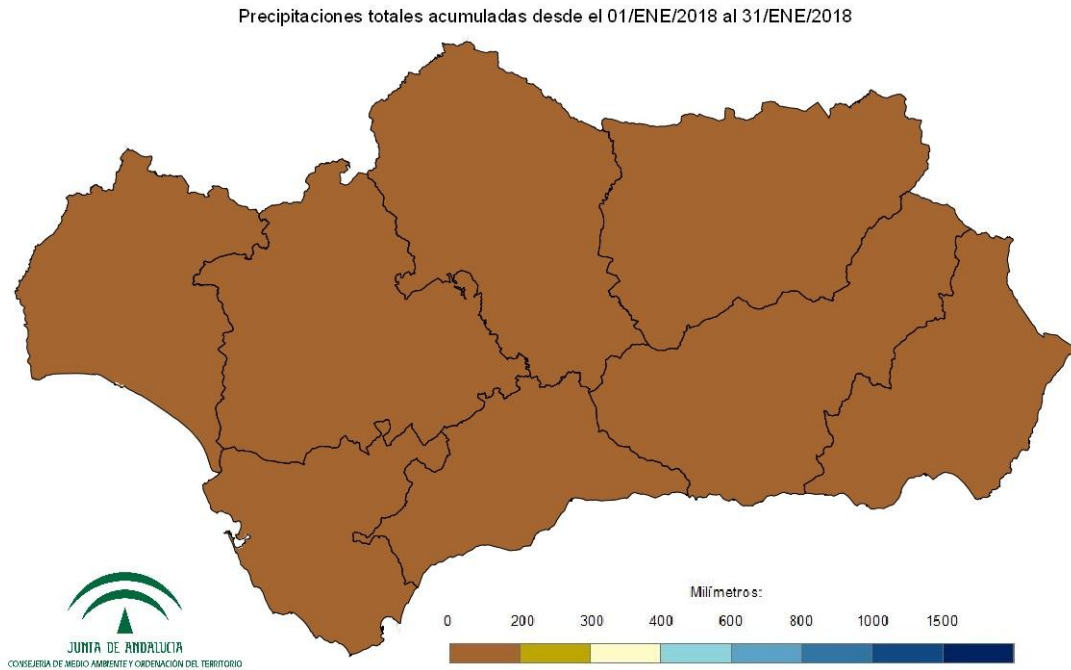 Precipitaciones totales acumuladas desde el 01/ENE/2018 al 31/ENE/2018
Milímetros:
0 200 300 400 600 800 1000 1500
JUNTA DE ANDALUCIA
CONSEJERÍA DE MEDIO AMBIENTE Y ORDENACIÓN DEL TERRITORIO